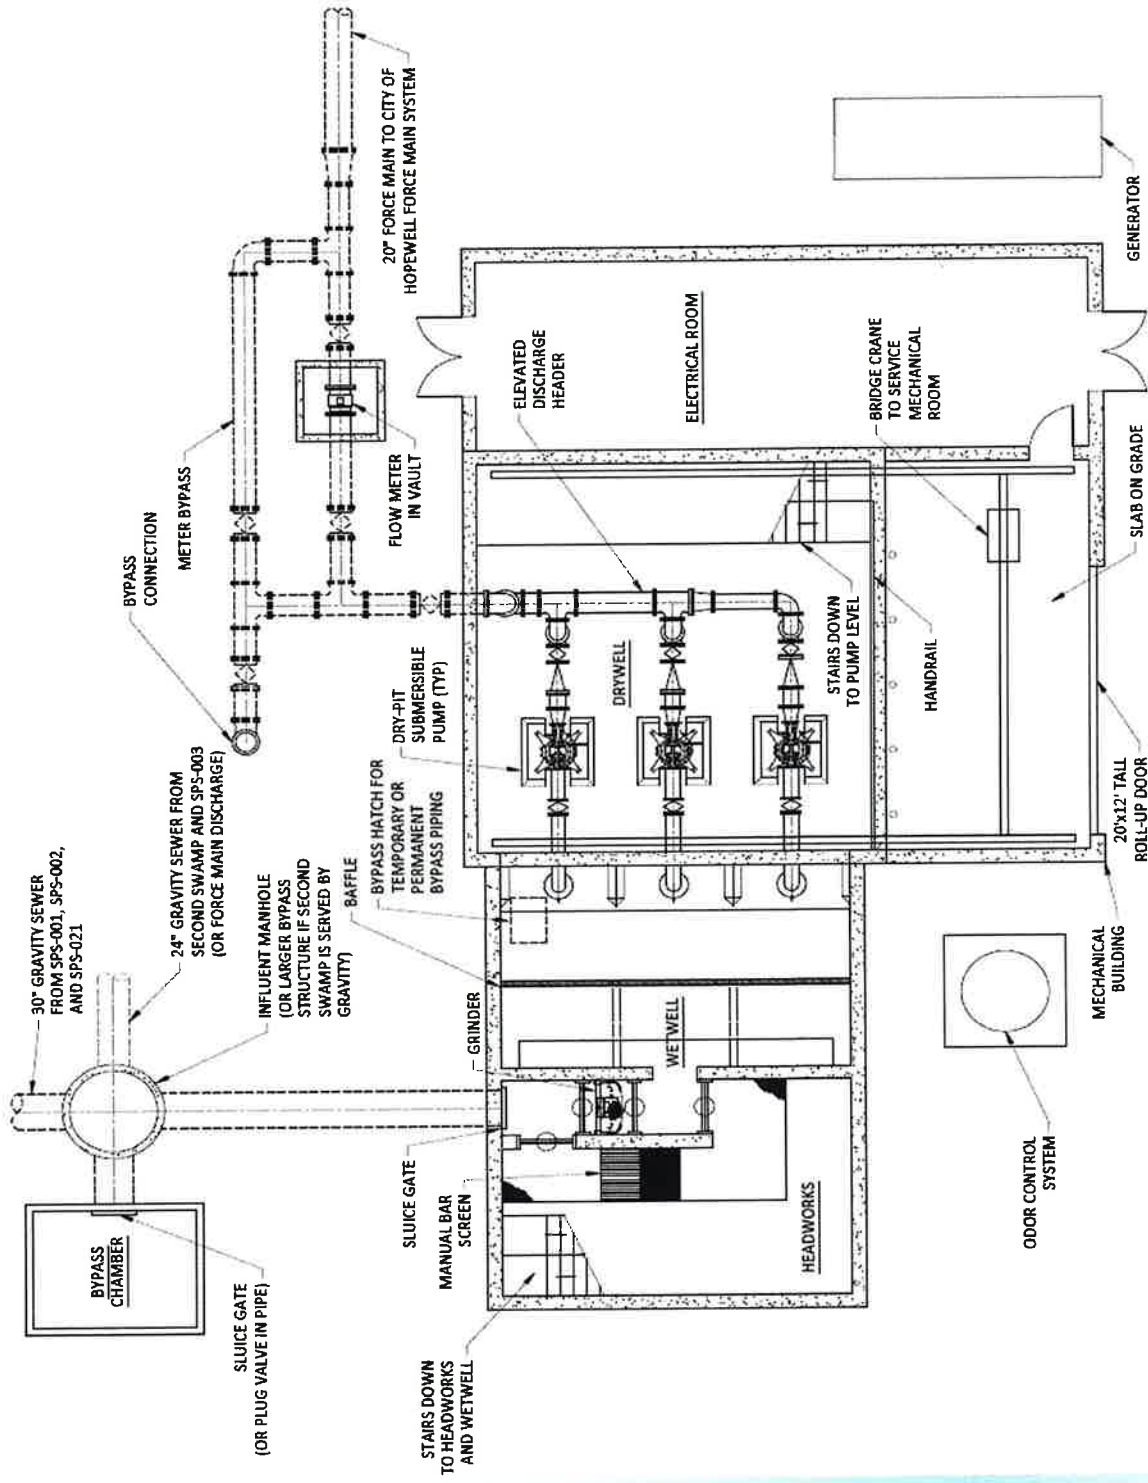 30" GRAVITY SEWER
FROM SPS-001, SPS-002,
AND SPS-021
24" GRAVITY SEWER FROM
SECOND SWAMP AND SPS-003
(OR FORCE MAIN DISCHARGE)
BYPASS
CONNECTION
METER BYPASS
20" FORCE MAIN TO CITY OF
HOPEWELL FORCE MAIN SYSTEM
BYPASS
CHAMBER
SLUICE GATE
(OR PLUG VALVE IN PIPE)
INFLUENT MANHOLE
(OR LARGER BYPASS
STRUCTURE IF SECOND
SWAMP IS SERVED BY
GRAVITY)
BAFFLE
BYPASS HATCH FOR
TEMPORARY OR
PERMANENT
BYPASS PIPING
DRY-PIT
SUBMERSIBLE
PUMP (TYP)
FLOW METER
IN VAULT
ELEVATED
DISCHARGE
HEADER
SLUICE GATE
GRINDER
MANUAL BAR
SCREEN
STAIRS DOWN
TO HEADWORKS
AND WETWELL
HEADWORKS
WETWELL
DRYWELL
STAIRS DOWN
TO PUMP LEVEL
HANDRAIL
ELECTRICAL ROOM
BRIDGE CRANE
TO SERVICE
MECHANICAL
ROOM
ODOR CONTROL
SYSTEM
MECHANICAL
BUILDING
20'x12' TALL
ROLL-UP DOOR
SLAB ON GRADE
GENERATOR